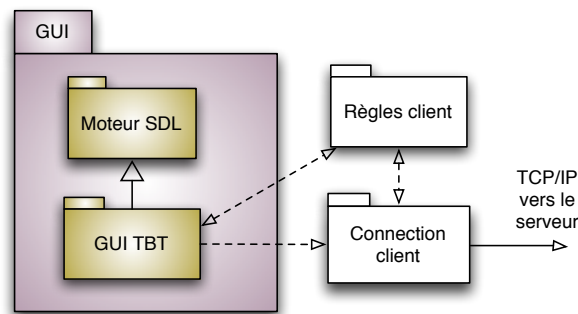 GUI
Moteur SDL
Règles client
GUI TBT
Connection
client
TCP/IP
vers le
serveur